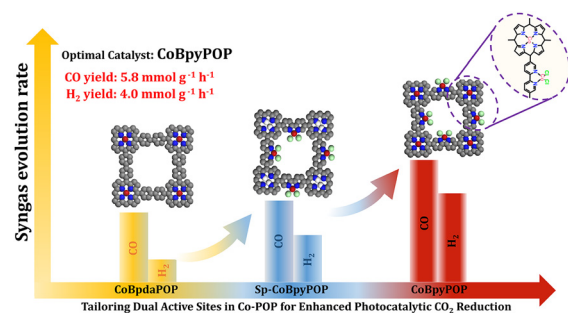 Syngas evolution rate
Optimal Catalyst: CoBpyPOP
CO yield: 5.8 mmol g⁻¹ h⁻¹
H₂ yield: 4.0 mmol g⁻¹ h⁻¹
CO
H₂
CO
H₂
CO
H₂
CoBpdaPOP
Sp-CoBpyPOP
CoBpyPOP
Tailoring Dual Active Sites in Co-POP for Enhanced Photocatalytic CO₂ Reduction